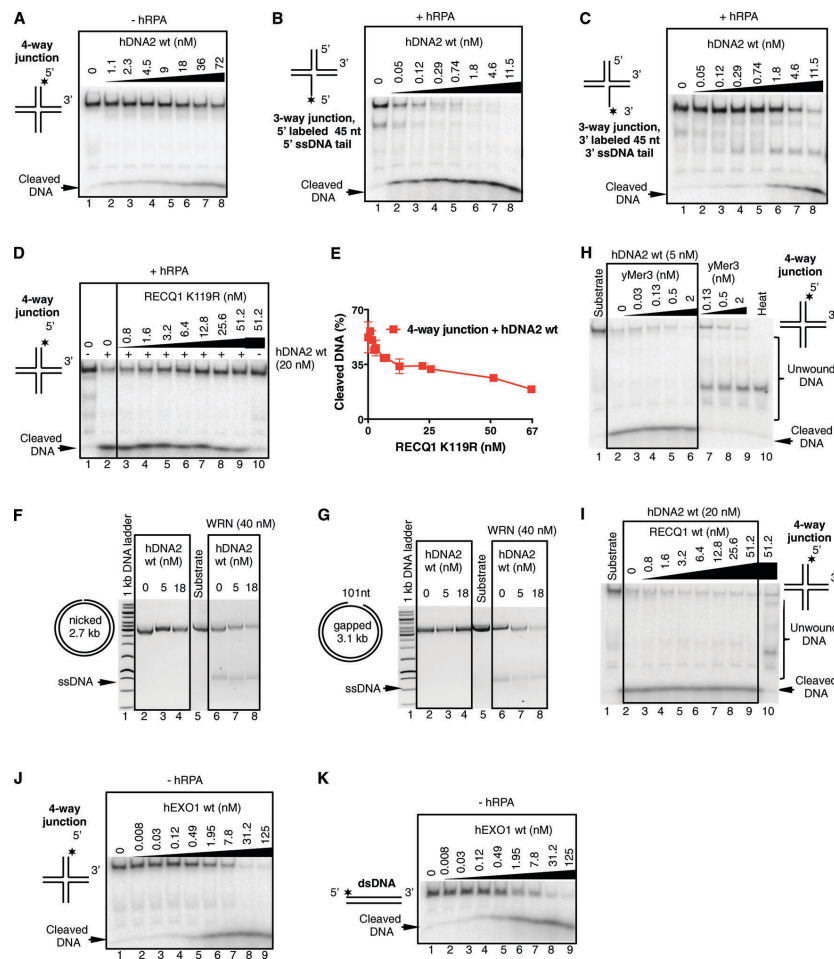 A
- hRPA
hDNA2 wt (nM)
4-way
junction
5'
3'
0 1.1 2.3 4.5 9 18 36 72
Cleaved
DNA
1 2 3 4 5 6 7 8
B
+ hRPA
hDNA2 wt (nM)
5'
3'
5'
0 0.05 0.12 0.29 0.74 1.8 4.6 11.5
3-way junction,
5' labeled 45 nt
5' ssDNA tail
Cleaved
DNA
1 2 3 4 5 6 7 8
C
+ hRPA
hDNA2 wt (nM)
5'
3'
3'
0 0.05 0.12 0.29 0.74 1.8 4.6 11.5
3-way junction,
3' labeled 45 nt
3' ssDNA tail
Cleaved
DNA
1 2 3 4 5 6 7 8
D
+ hRPA
RECQ1 K119R (nM)
4-way
junction
5'
3'
0 0 0.8 1.6 3.2 6.4 12.8 25.6 51.2 51.2
- + + + + + + + + -
hDNA2 wt
(20 nM)
Cleaved
DNA
1 2 3 4 5 6 7 8 9 10
E
Cleaved DNA (%)
70
35
0
4-way junction + hDNA2 wt
0 25 50 67
RECQ1 K119R (nM)
H
hDNA2 wt (5 nM)
yMer3 (nM)
yMer3 (nM)
Substrate 0 0.03 0.13 0.5 2 0.13 0.5 2 Heat
4-way
junction
5'
3'
Unwound
DNA
Cleaved
DNA
1 2 3 4 5 6 7 8 9 10
F
WRN (40 nM)
1 kb DNA ladder
hDNA2
wt (nM)
0 5 18
Substrate
hDNA2
wt (nM)
0 5 18
nicked
2.7 kb
ssDNA
1 2 3 4 5 6 7 8
G
WRN (40 nM)
1 kb DNA ladder
hDNA2
wt (nM)
0 5 18
Substrate
hDNA2
wt (nM)
0 5 18
101nt
gapped
3.1 kb
ssDNA
1 2 3 4 5 6 7 8
I
hDNA2 wt (20 nM)
RECQ1 wt (nM)
Substrate 0 0.8 1.6 3.2 6.4 12.8 25.6 51.2 51.2
4-way
junction
5'
3'
Unwound
DNA
Cleaved
DNA
1 2 3 4 5 6 7 8 9 10
J
- hRPA
hEXO1 wt (nM)
4-way
junction
5'
3'
0 0.008 0.03 0.12 0.49 1.95 7.8 31.2 125
Cleaved
DNA
1 2 3 4 5 6 7 8 9
K
- hRPA
hEXO1 wt (nM)
0 0.008 0.03 0.12 0.49 1.95 7.8 31.2 125
5' dsDNA 3'
Cleaved
DNA
1 2 3 4 5 6 7 8 9